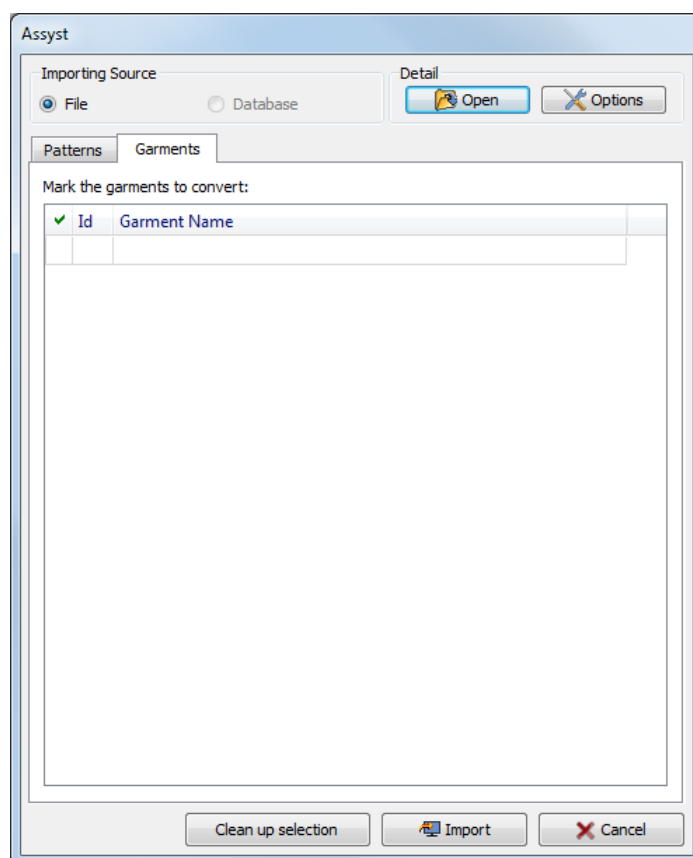 Assyst
Importing Source
Detail
File
Database
Open
Options
Patterns
Garments
Mark the garments to convert:
Id
Garment Name
Clean up selection
Import
Cancel